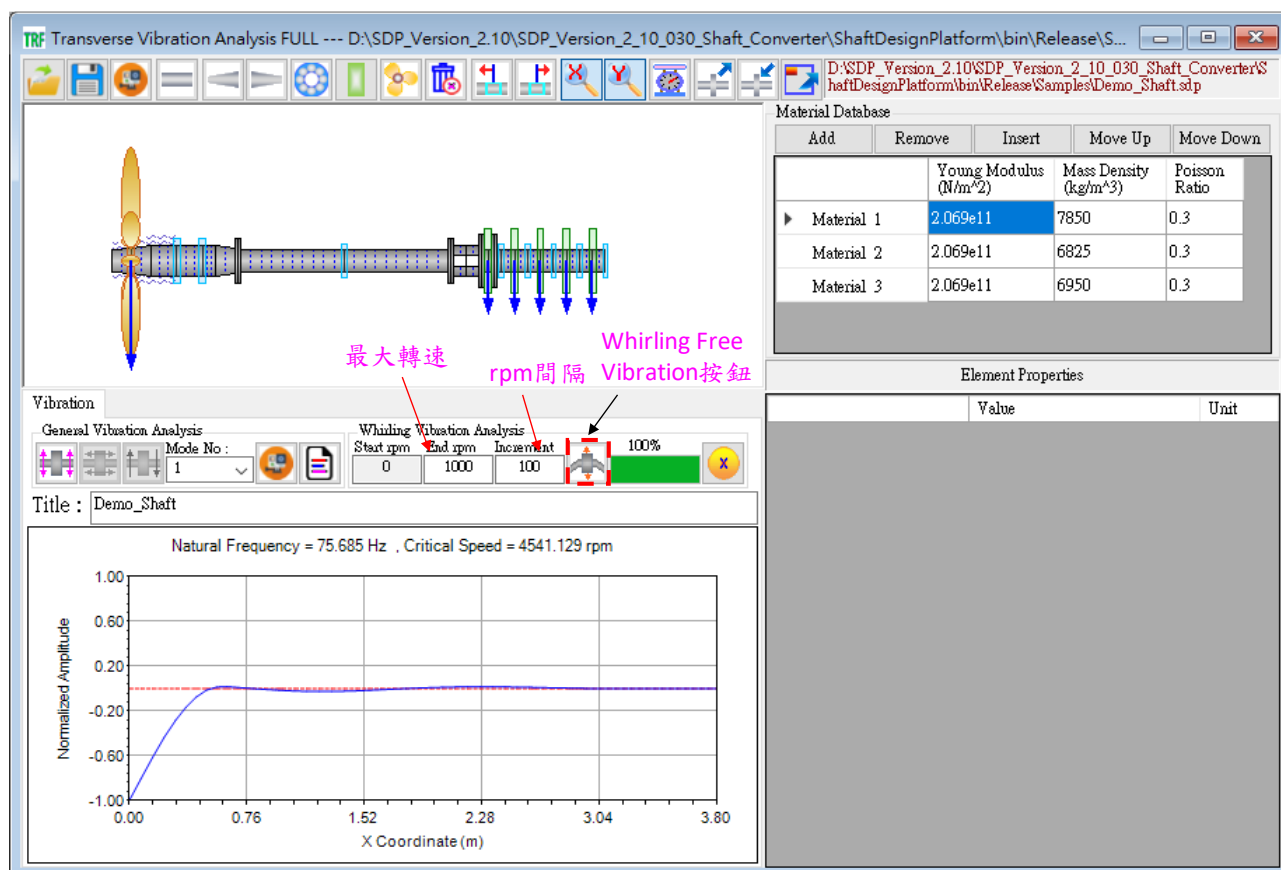 TRF Transverse Vibration Analysis FULL --- D:\SDP_Version_2.10\SDP_Version_2_10_030_Shaft_Converter\ShaftDesignPlatform\bin\Release\S...
D:\SDP_Version_2.10\SDP_Version_2_10_030_Shaft_Converter\S
haftDesignPlatform\bin\Release\Samples\Demo_Shaft.sdp
X
Y
Material Database
Add Remove Insert Move Up Move Down
Young Modulus (N/m^2) Mass Density (kg/m^3) Poisson Ratio
Material 1 2.069e11 7850 0.3
Material 2 2.069e11 6825 0.3
Material 3 2.069e11 6950 0.3
最大轉速
rpm間隔
Whirling Free
Vibration按鈕
Element Properties
Value Unit
Vibration
General Vibration Analysis
Mode No :
1
Whirling Vibration Analysis
Start rpm End rpm Increment 100%
0 1000 100
X
Title : Demo_Shaft
Natural Frequency = 75.685 Hz , Critical Speed = 4541.129 rpm
Normalized Amplitude
1.00
0.60
0.20
-0.20
-0.60
-1.00
0.00 0.76 1.52 2.28 3.04 3.80
X Coordinate (m)